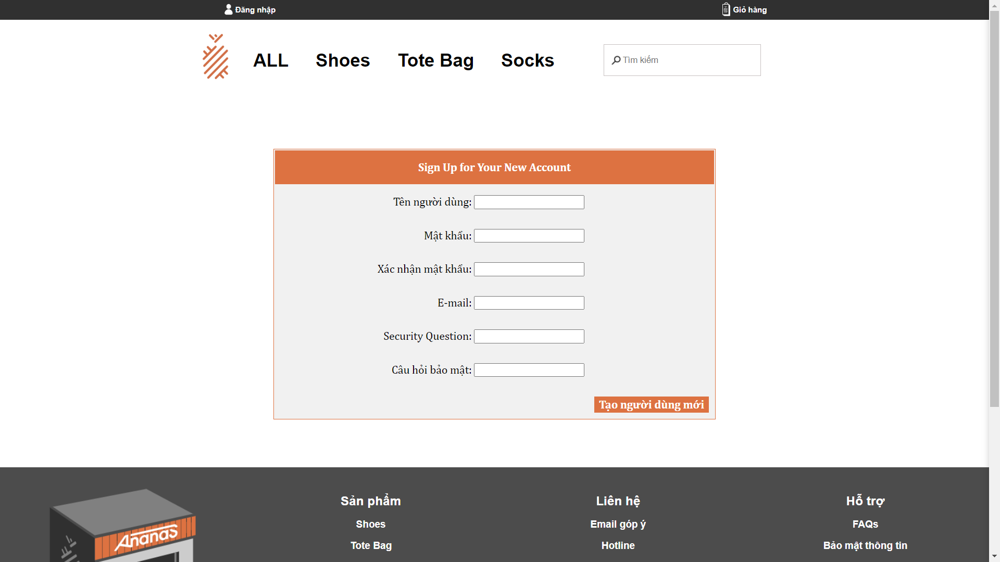 Đăng nhập
Giỏ hàng
ALL
Shoes
Tote Bag
Socks
Tìm kiếm
Sign Up for Your New Account
Tên người dùng:
Mật khẩu:
Xác nhận mật khẩu:
E-mail:
Security Question:
Câu hỏi bảo mật:
Tạo người dùng mới
Sản phẩm
Liên hệ
Hỗ trợ
Shoes
Email góp ý
FAQs
Ananas
Tote Bag
Hotline
Bảo mật thông tin